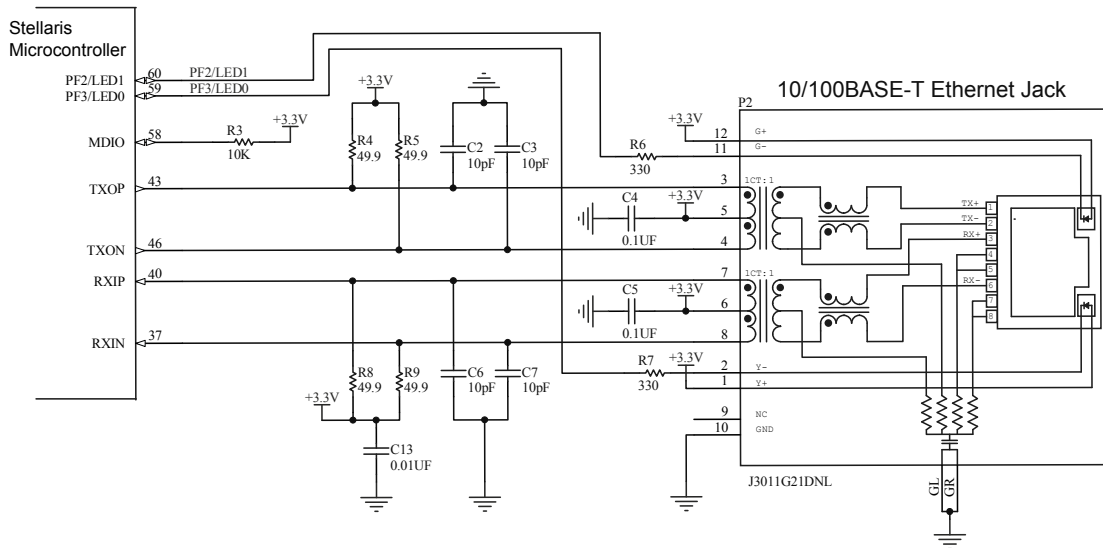 Stellaris
Microcontroller
10/100BASE-T Ethernet Jack
P2
PF2/LED1
60
PF2/LED1
PF3/LED0
59
PF3/LED0
+3.3V
+3.3V
12
G+
11
G-
MDIO
58
R3
10K
+3.3V
R4
49.9
R5
49.9
C2
10pF
C3
10pF
R6
330
TXOP
43
3
1CT:1
C4
0.1UF
+3.3V
5
TX+
1
TX-
2
RX+
3
4
5
RX-
6
7
8
TXON
46
4
RXIP
40
7
1CT:1
C5
0.1UF
+3.3V
6
RXIN
37
8
R7
330
+3.3V
2
Y-
1
Y+
R8
49.9
R9
49.9
C6
10pF
C7
10pF
+3.3V
9
NC
10
GND
C13
0.01UF
J3011G21DNL
GL
GR